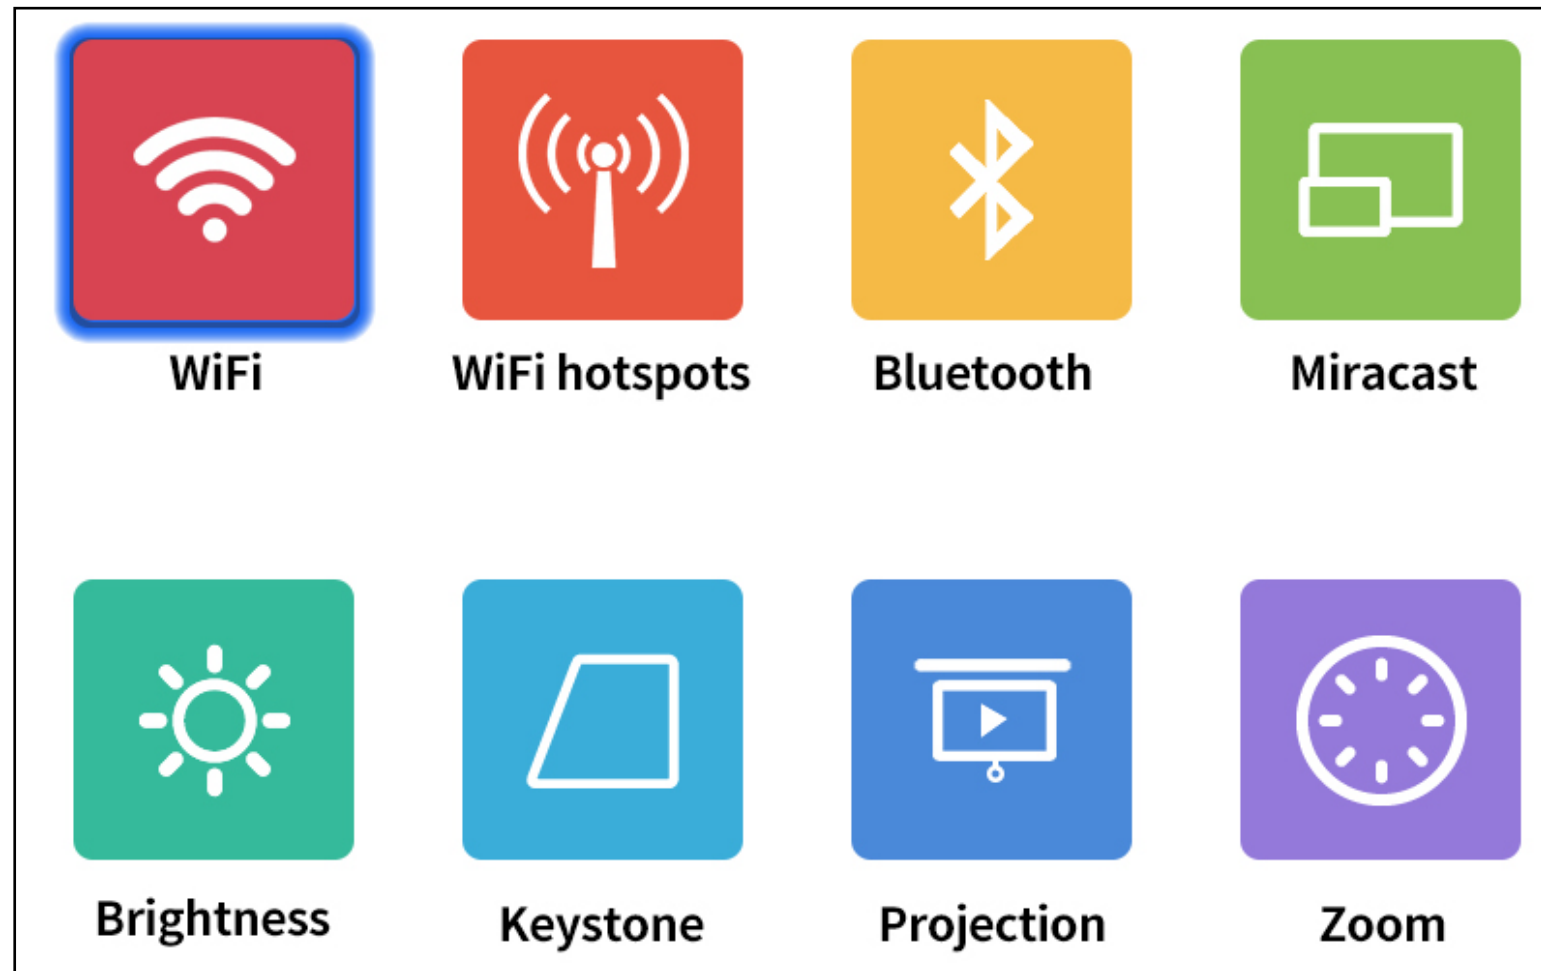 WiFi
WiFi hotspots
Bluetooth
Miracast
Brightness
Keystone
Projection
Zoom